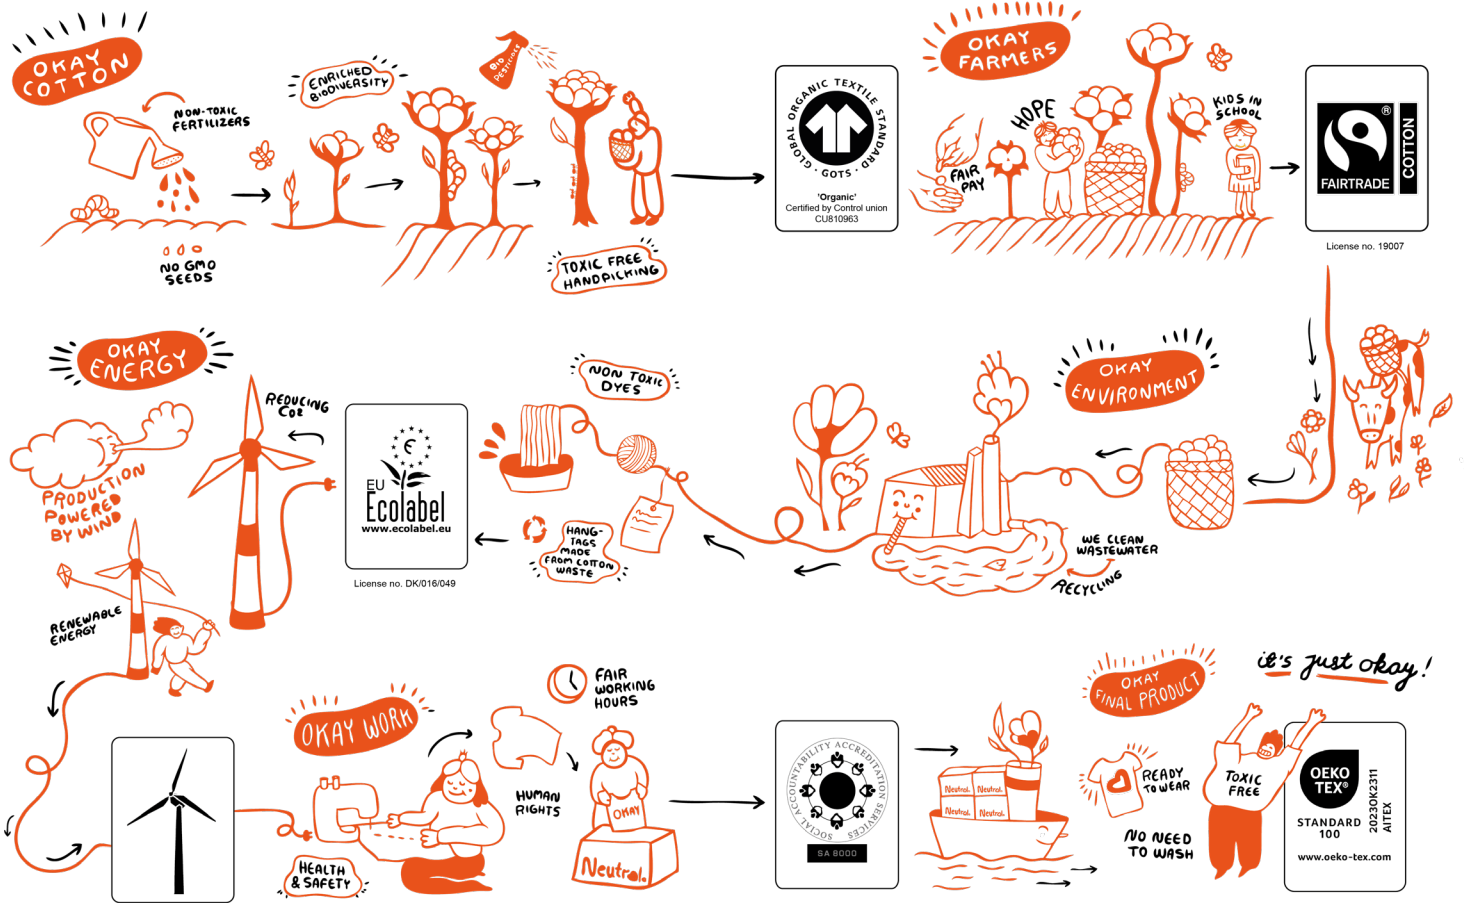 OKAY
COTTON
NON-TOXIC
FERTILIZERS
NO GMO
SEEDS
ENRICHED
BIODIVERSITY
BIO
PESTICIDE
TOXIC FREE
HANDPICKING
GLOBAL ORGANIC TEXTILE STANDARD · GOTS ·
'Organic'
Certified by Control union
CU810963
OKAY
FARMERS
FAIR
PAY
HOPE
KIDS IN
SCHOOL
®
FAIRTRADE
COTTON
License no. 19007
OKAY
ENVIRONMENT
WE CLEAN
WASTEWATER
RECYCLING
NON TOXIC
DYES
HANG-
TAGS
MADE
FROM COTTON
WASTE
EU
Ecolabel
www.ecolabel.eu
License no. DK/016/049
OKAY
ENERGY
REDUCING
CO2
PRODUCTION
POWERED
BY WIND
RENEWABLE
ENERGY
OKAY WORK
HEALTH
& SAFETY
HUMAN
RIGHTS
FAIR
WORKING
HOURS
OKAY
Neutral.
SOCIAL ACCOUNTABILITY ACCREDITATION SERVICES
SA 8000
OKAY
FINAL PRODUCT
Neutral. Neutral.
Neutral. Neutral.
READY
TO WEAR
NO NEED
TO WASH
it's just okay!
TOXIC
FREE
OEKO
TEX®
STANDARD
100
2023OK2311
AITEX
www.oeko-tex.com